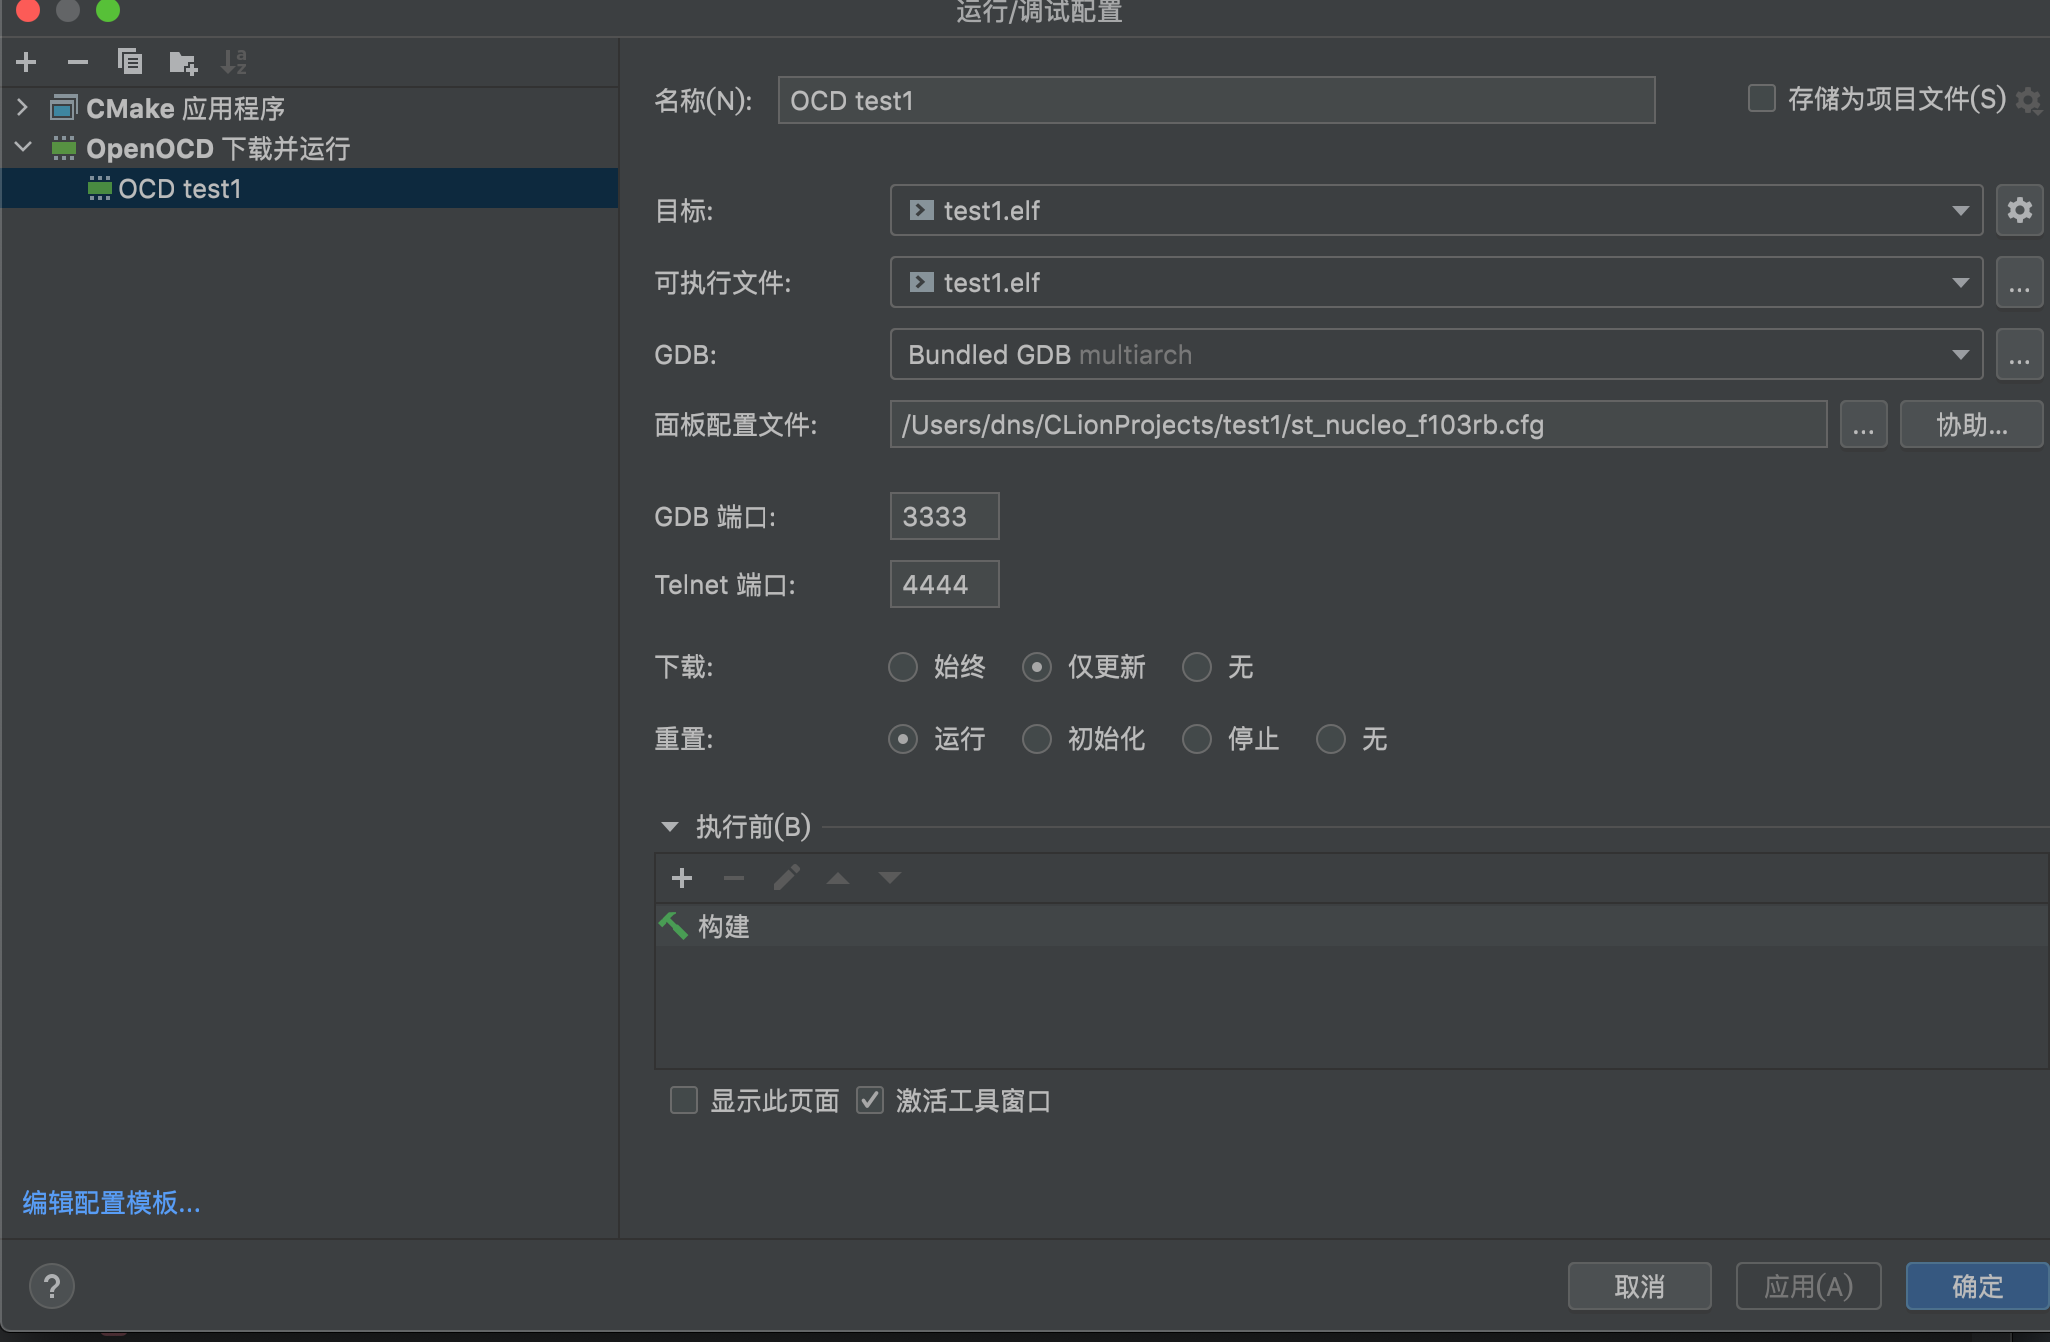 运行/调试配置
CMake 应用程序
OpenOCD 下载并运行
OCD test1
编辑配置模板...
名称(N): OCD test1 存储为项目文件(S)
目标: test1.elf
可执行文件: test1.elf ...
GDB: Bundled GDB multiarch ...
面板配置文件: /Users/dns/CLionProjects/test1/st_nucleo_f103rb.cfg ... 协助...
GDB 端口: 3333
Telnet 端口: 4444
下载: 始终 仅更新 无
重置: 运行 初始化 停止 无
执行前(B)
构建
显示此页面 激活工具窗口
? 取消 应用(A) 确定